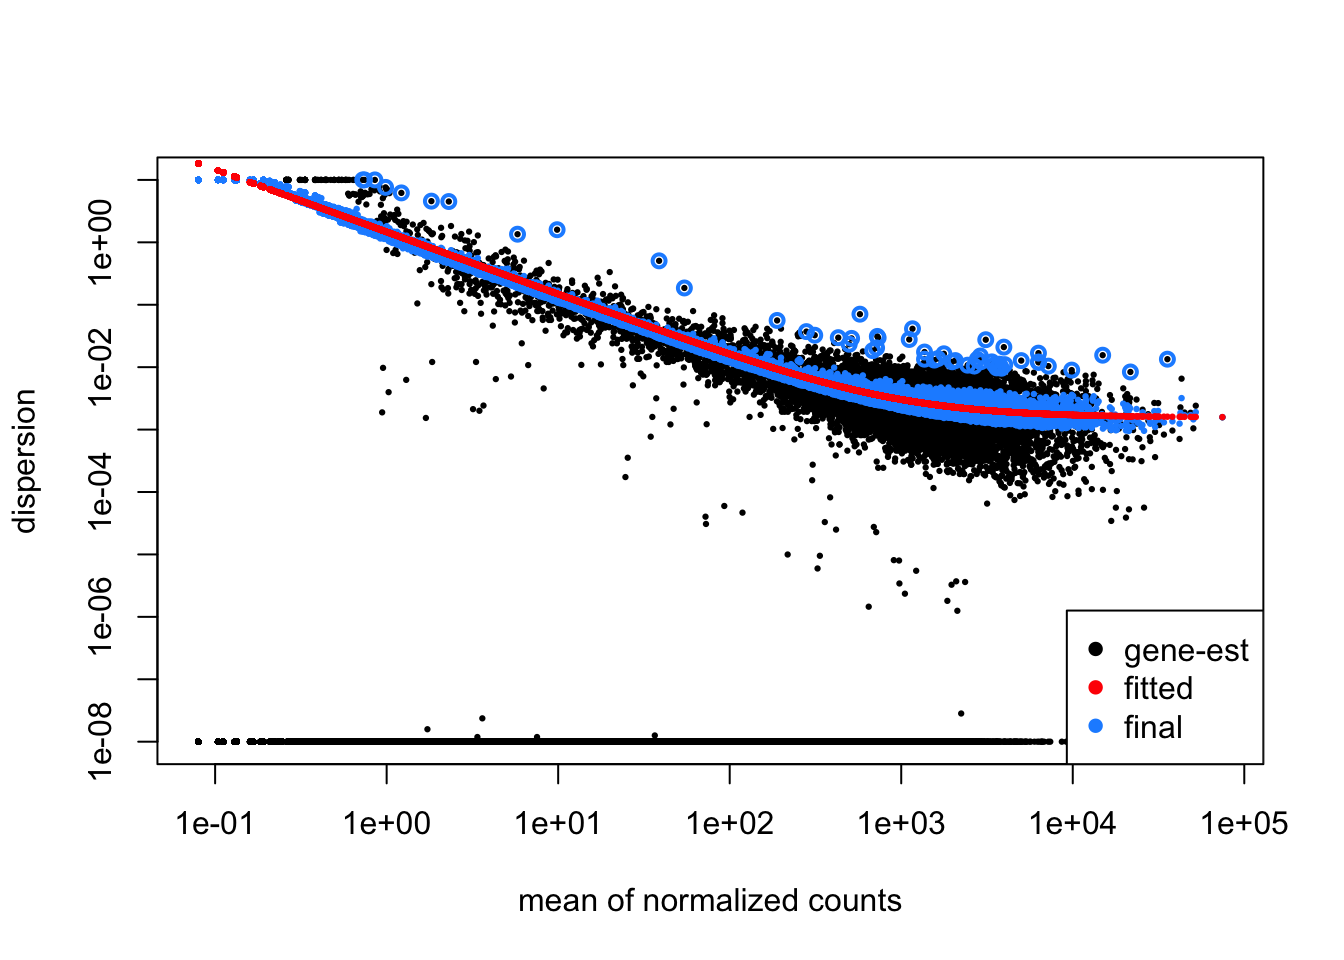 dispersion
1e+00
1e-02
1e-04
1e-06
1e-08
gene-est
fitted
final
1e-01 1e+00 1e+01 1e+02 1e+03 1e+04 1e+05
mean of normalized counts